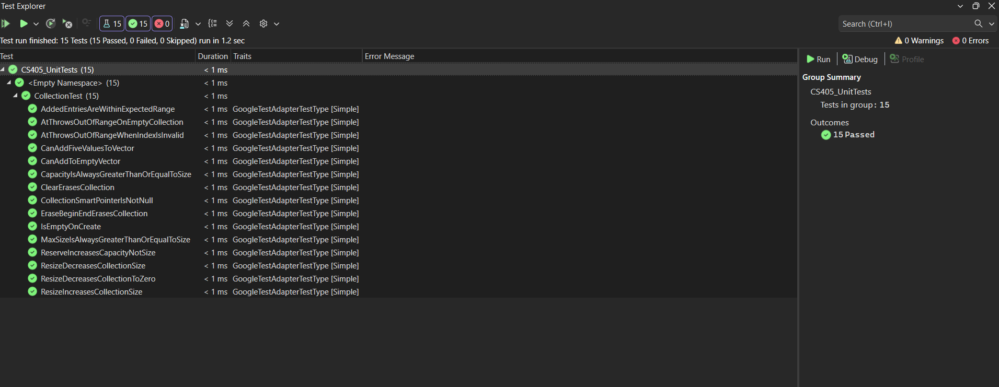 Test Explorer
15 15 0
Search (Ctrl+I)
Test run finished: 15 Tests (15 Passed, 0 Failed, 0 Skipped) run in 1.2 sec
0 Warnings 0 Errors
Test Duration Traits Error Message
CS405_UnitTests (15) < 1 ms
<Empty Namespace> (15) < 1 ms
CollectionTest (15) < 1 ms
AddedEntriesAreWithinExpectedRange < 1 ms GoogleTestAdapterTestType [Simple]
AtThrowsOutOfRangeOnEmptyCollection < 1 ms GoogleTestAdapterTestType [Simple]
AtThrowsOutOfRangeWhenIndexIsInvalid < 1 ms GoogleTestAdapterTestType [Simple]
CanAddFiveValuesToVector < 1 ms GoogleTestAdapterTestType [Simple]
CanAddToEmptyVector < 1 ms GoogleTestAdapterTestType [Simple]
CapacityIsAlwaysGreaterThanOrEqualToSize < 1 ms GoogleTestAdapterTestType [Simple]
ClearErasesCollection < 1 ms GoogleTestAdapterTestType [Simple]
CollectionSmartPointerIsNotNull < 1 ms GoogleTestAdapterTestType [Simple]
EraseBeginEndErasesCollection < 1 ms GoogleTestAdapterTestType [Simple]
IsEmptyOnCreate < 1 ms GoogleTestAdapterTestType [Simple]
MaxSizeIsAlwaysGreaterThanOrEqualToSize < 1 ms GoogleTestAdapterTestType [Simple]
ReserveIncreasesCapacityNotSize < 1 ms GoogleTestAdapterTestType [Simple]
ResizeDecreasesCollectionSize < 1 ms GoogleTestAdapterTestType [Simple]
ResizeDecreasesCollectionToZero < 1 ms GoogleTestAdapterTestType [Simple]
ResizeIncreasesCollectionSize < 1 ms GoogleTestAdapterTestType [Simple]
Run Debug Profile
Group Summary
CS405_UnitTests
Tests in group: 15
Outcomes
15 Passed